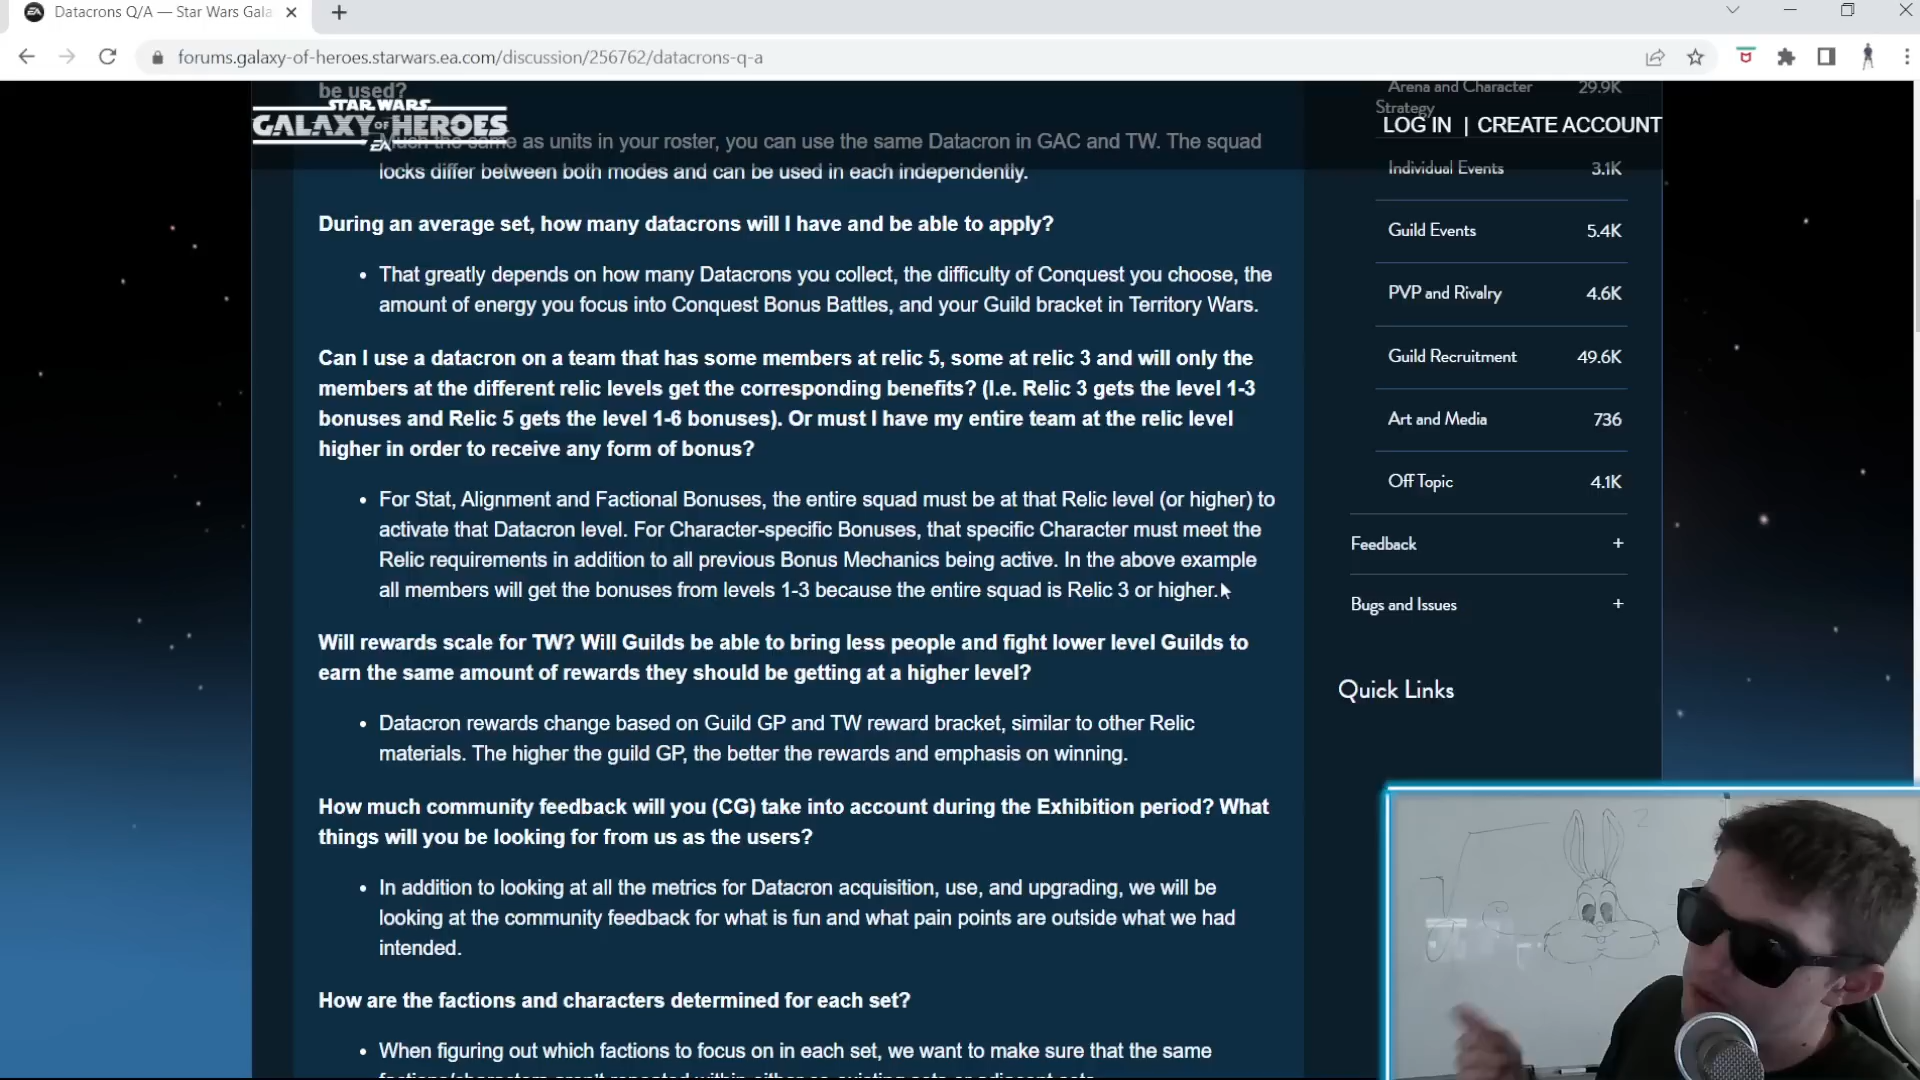 Datacrons Q/A — Star Wars Gala
forums.galaxy-of-heroes.starwars.ea.com/discussion/256762/datacrons-q-a
be used?
STAR WARS
GALAXY OF HEROES
EA
Much the same as units in your roster, you can use the same Datacron in GAC and TW. The squad
locks differ between both modes and can be used in each independently.
During an average set, how many datacrons will I have and be able to apply?
• That greatly depends on how many Datacrons you collect, the difficulty of Conquest you choose, the
amount of energy you focus into Conquest Bonus Battles, and your Guild bracket in Territory Wars.
Can I use a datacron on a team that has some members at relic 5, some at relic 3 and will only the
members at the different relic levels get the corresponding benefits? (I.e. Relic 3 gets the level 1-3
bonuses and Relic 5 gets the level 1-6 bonuses). Or must I have my entire team at the relic level
higher in order to receive any form of bonus?
• For Stat, Alignment and Factional Bonuses, the entire squad must be at that Relic level (or higher) to
activate that Datacron level. For Character-specific Bonuses, that specific Character must meet the
Relic requirements in addition to all previous Bonus Mechanics being active. In the above example
all members will get the bonuses from levels 1-3 because the entire squad is Relic 3 or higher.
Will rewards scale for TW? Will Guilds be able to bring less people and fight lower level Guilds to
earn the same amount of rewards they should be getting at a higher level?
• Datacron rewards change based on Guild GP and TW reward bracket, similar to other Relic
materials. The higher the guild GP, the better the rewards and emphasis on winning.
How much community feedback will you (CG) take into account during the Exhibition period? What
things will you be looking for from us as the users?
• In addition to looking at all the metrics for Datacron acquisition, use, and upgrading, we will be
looking at the community feedback for what is fun and what pain points are outside what we had
intended.
How are the factions and characters determined for each set?
• When figuring out which factions to focus on in each set, we want to make sure that the same
Arena and Character 29.9K
Strategy
LOG IN | CREATE ACCOUNT
Individual Events 3.1K
Guild Events 5.4K
PVP and Rivalry 4.6K
Guild Recruitment 49.6K
Art and Media 736
Off Topic 4.1K
Feedback +
Bugs and Issues +
Quick Links